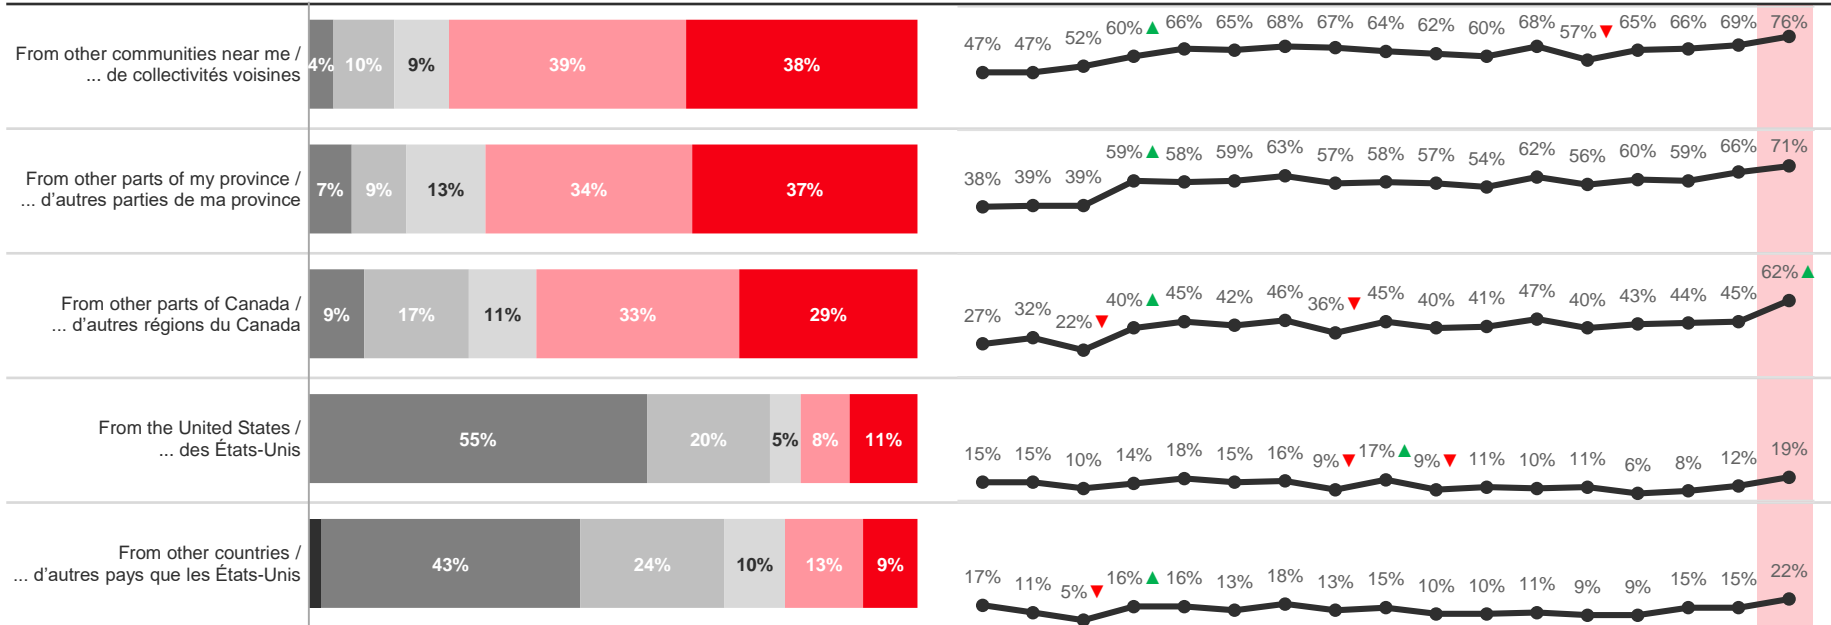 From other communities near me /
... de collectivités voisines
4% 10% 9% 39% 38%
47% 47% 52% 60% ▲ 66% 65% 68% 67% 64% 62% 60% 68% 57% ▼ 65% 66% 69% 76%
From other parts of my province /
... d'autres parties de ma province
7% 9% 13% 34% 37%
38% 39% 39% 59% ▲ 58% 59% 63% 57% 58% 57% 54% 62% 56% 60% 59% 66% 71%
From other parts of Canada /
... d'autres régions du Canada
9% 17% 11% 33% 29%
27% 32% 22% ▼ 40% ▲ 45% 42% 46% 36% ▼ 45% 40% 41% 47% 40% 43% 44% 45% 62% ▲
From the United States /
... des États-Unis
55% 20% 5% 8% 11%
15% 15% 10% 14% 18% 15% 16% 9% ▼ 17% ▲ 9% ▼ 11% 10% 11% 6% 8% 12% 19%
From other countries /
... d’autres pays que les États-Unis
43% 24% 10% 13% 9%
17% 11% 5% ▼ 16% ▲ 16% 13% 18% 13% 15% 10% 10% 11% 9% 9% 15% 15% 22%